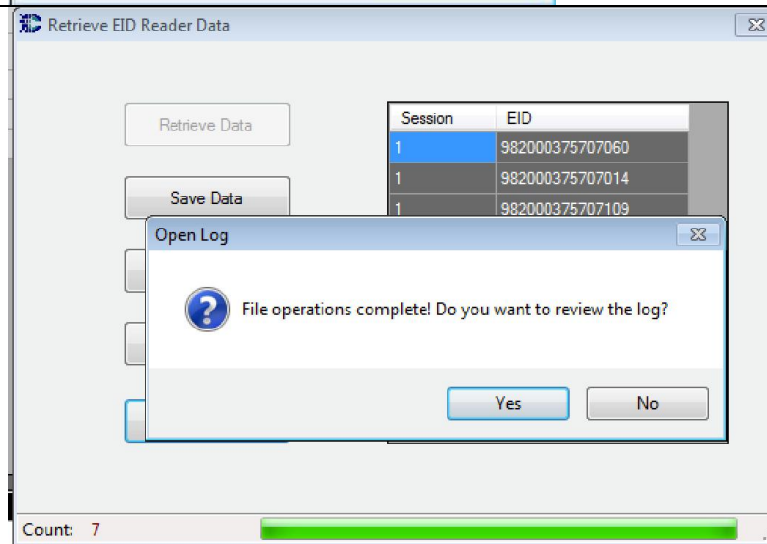 Retrieve EID Reader Data
Retrieve Data
Session EID
1 982000375707060
Save Data
1 982000375707014
1 982000375707109
Open Log
File operations complete! Do you want to review the log?
Yes No
Count: 7